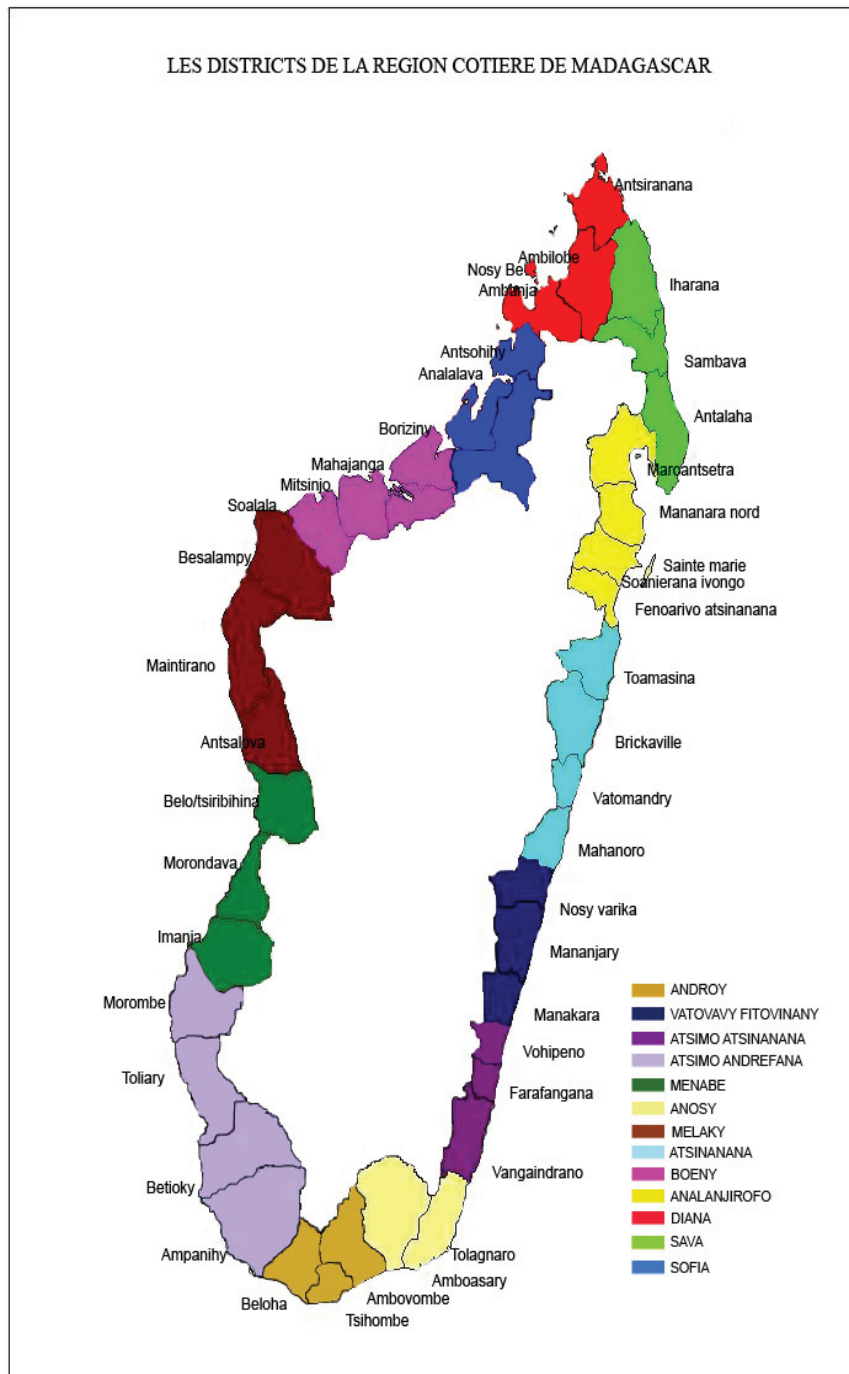 LES DISTRICTS DE LA REGION COTIERE DE MADAGASCAR
Antsiranana
Ambilobe
Nosy Be
Ambanja
Iharana
Antsohihy
Sambava
Analalava
Antalaha
Boriziny
Mahajanga
Maroantsetra
Mitsinjo
Mananara nord
Soalala
Besalampy
Sainte marie
Soanierana ivongo
Fenoarivo atsinanana
Maintirano
Toamasina
Antsalova
Brickaville
Belo/tsiribihina
Vatomandry
Mahanoro
Morondava
Nosy varika
Imanja
Mananjary
Morombe
Manakara
Vohipeno
Toliary
Farafangana
Vangaindrano
Betioky
Ampanihy
Tolagnaro
Amboasary
Beloha
Ambovombe
Tsihombe
ANDROY
VATOVAVY FITOVINANY
ATSIMO ATSINANANA
ATSIMO ANDREFANA
MENABE
ANOSY
MELAKY
ATSINANANA
BOENY
ANALANJIROFO
DIANA
SAVA
SOFIA